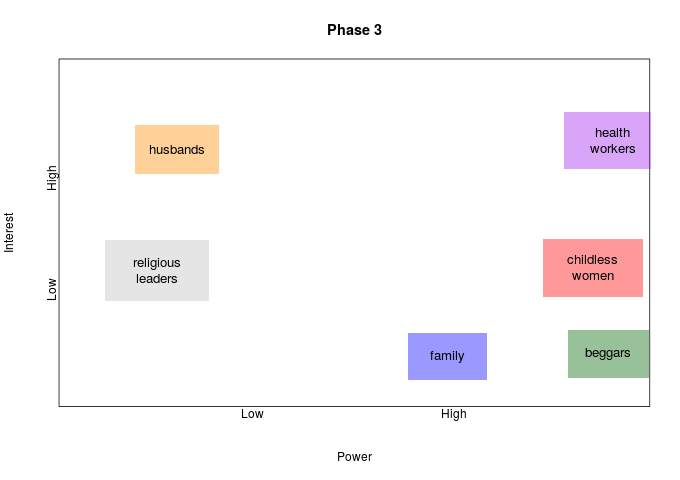 Phase 3
health
workers
husbands
High
Interest
religious
leaders
childless
women
Low
family
beggars
Low
High
Power